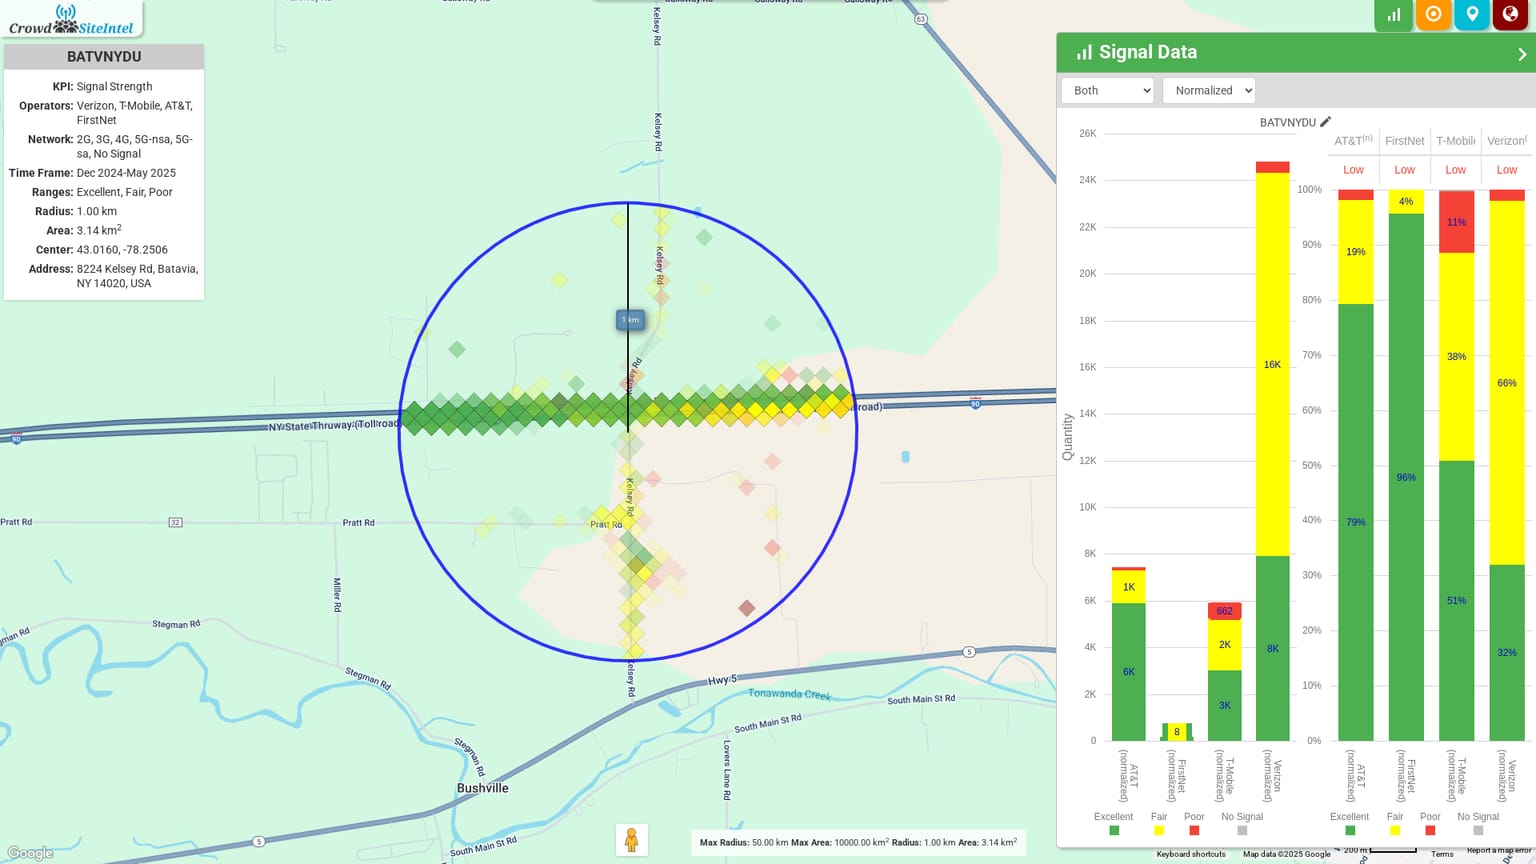 Crowd SiteIntel
BATVNYDU
KPI: Signal Strength
Operators: Verizon, T-Mobile, AT&T,
FirstNet
Network: 2G, 3G, 4G, 5G-nsa, 5G-
sa, No Signal
Time Frame: Dec 2024-May 2025
Ranges: Excellent, Fair, Poor
Radius: 1.00 km
Area: 3.14 km²
Center: 43.0160, -78.2506
Address: 8224 Kelsey Rd, Batavia,
NY 14020, USA
Kelsey Rd
Kelsey Rd
63
Kelsey Rd
1 km
Kelsey Rd
NY State Thruway (Toll road)
90
90
Kelsey Rd
Pratt Rd
32
Pratt Rd
Pratt Rd
Miller Rd
Stegman Rd
Stegman Rd
Stegman Rd
Kelsey Rd
Hwy 5
5
Tonawanda Creek
South Main St Rd
South Main St Rd
Lovers Lane Rd
Bushville
5
South Main St Rd
Google
Max Radius: 50.00 km Max Area: 10000.00 km² Radius: 1.00 km Area: 3.14 km²
Signal Data
Both
Normalized
BATVNYDU
26K
24K
22K
20K
18K
16K
14K
12K
10K
8K
6K
4K
2K
0
Quantity
1K
6K
8
662
2K
3K
16K
8K
AT&T
(normalized)
FirstNet
(normalized)
T-Mobile
(normalized)
Verizon
(normalized)
Excellent
Fair
Poor
No Signal
AT&T(n)
FirstNet
T-Mobile
Verizon(
Low
Low
Low
Low
100%
90%
80%
70%
60%
50%
40%
30%
20%
10%
0%
19%
79%
4%
96%
11%
38%
51%
66%
32%
AT&T
(normalized)
FirstNet
(normalized)
T-Mobile
(normalized)
Verizon
(normalized)
Excellent
Fair
Poor
No Signal
Keyboard shortcuts
Map data ©2025 Google
200 m
Terms
Report a map error